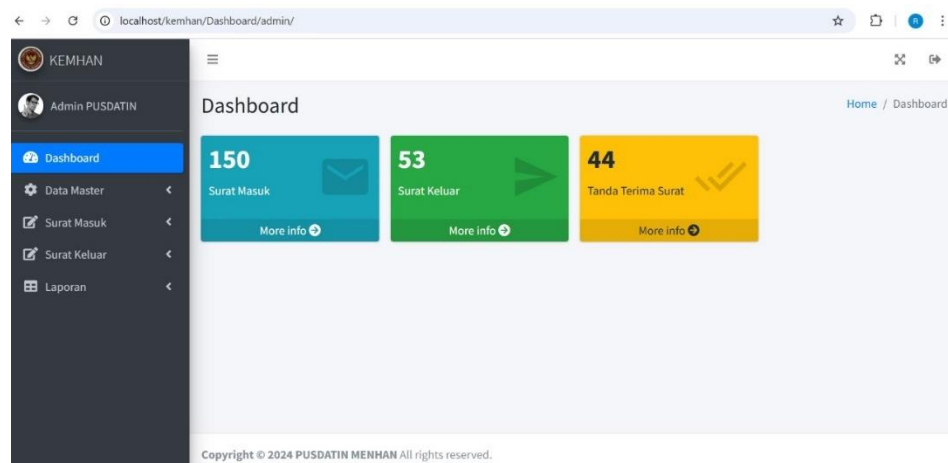 localhost/kemhan/Dashboard/admin/
R
KEMHAN
Admin PUSDATIN
Dashboard
Data Master
Surat Masuk
Surat Keluar
Laporan
Dashboard
Home / Dashboard
150
Surat Masuk
More info
53
Surat Keluar
More info
44
Tanda Terima Surat
More info
Copyright © 2024 PUSDATIN MENHAN All rights reserved.